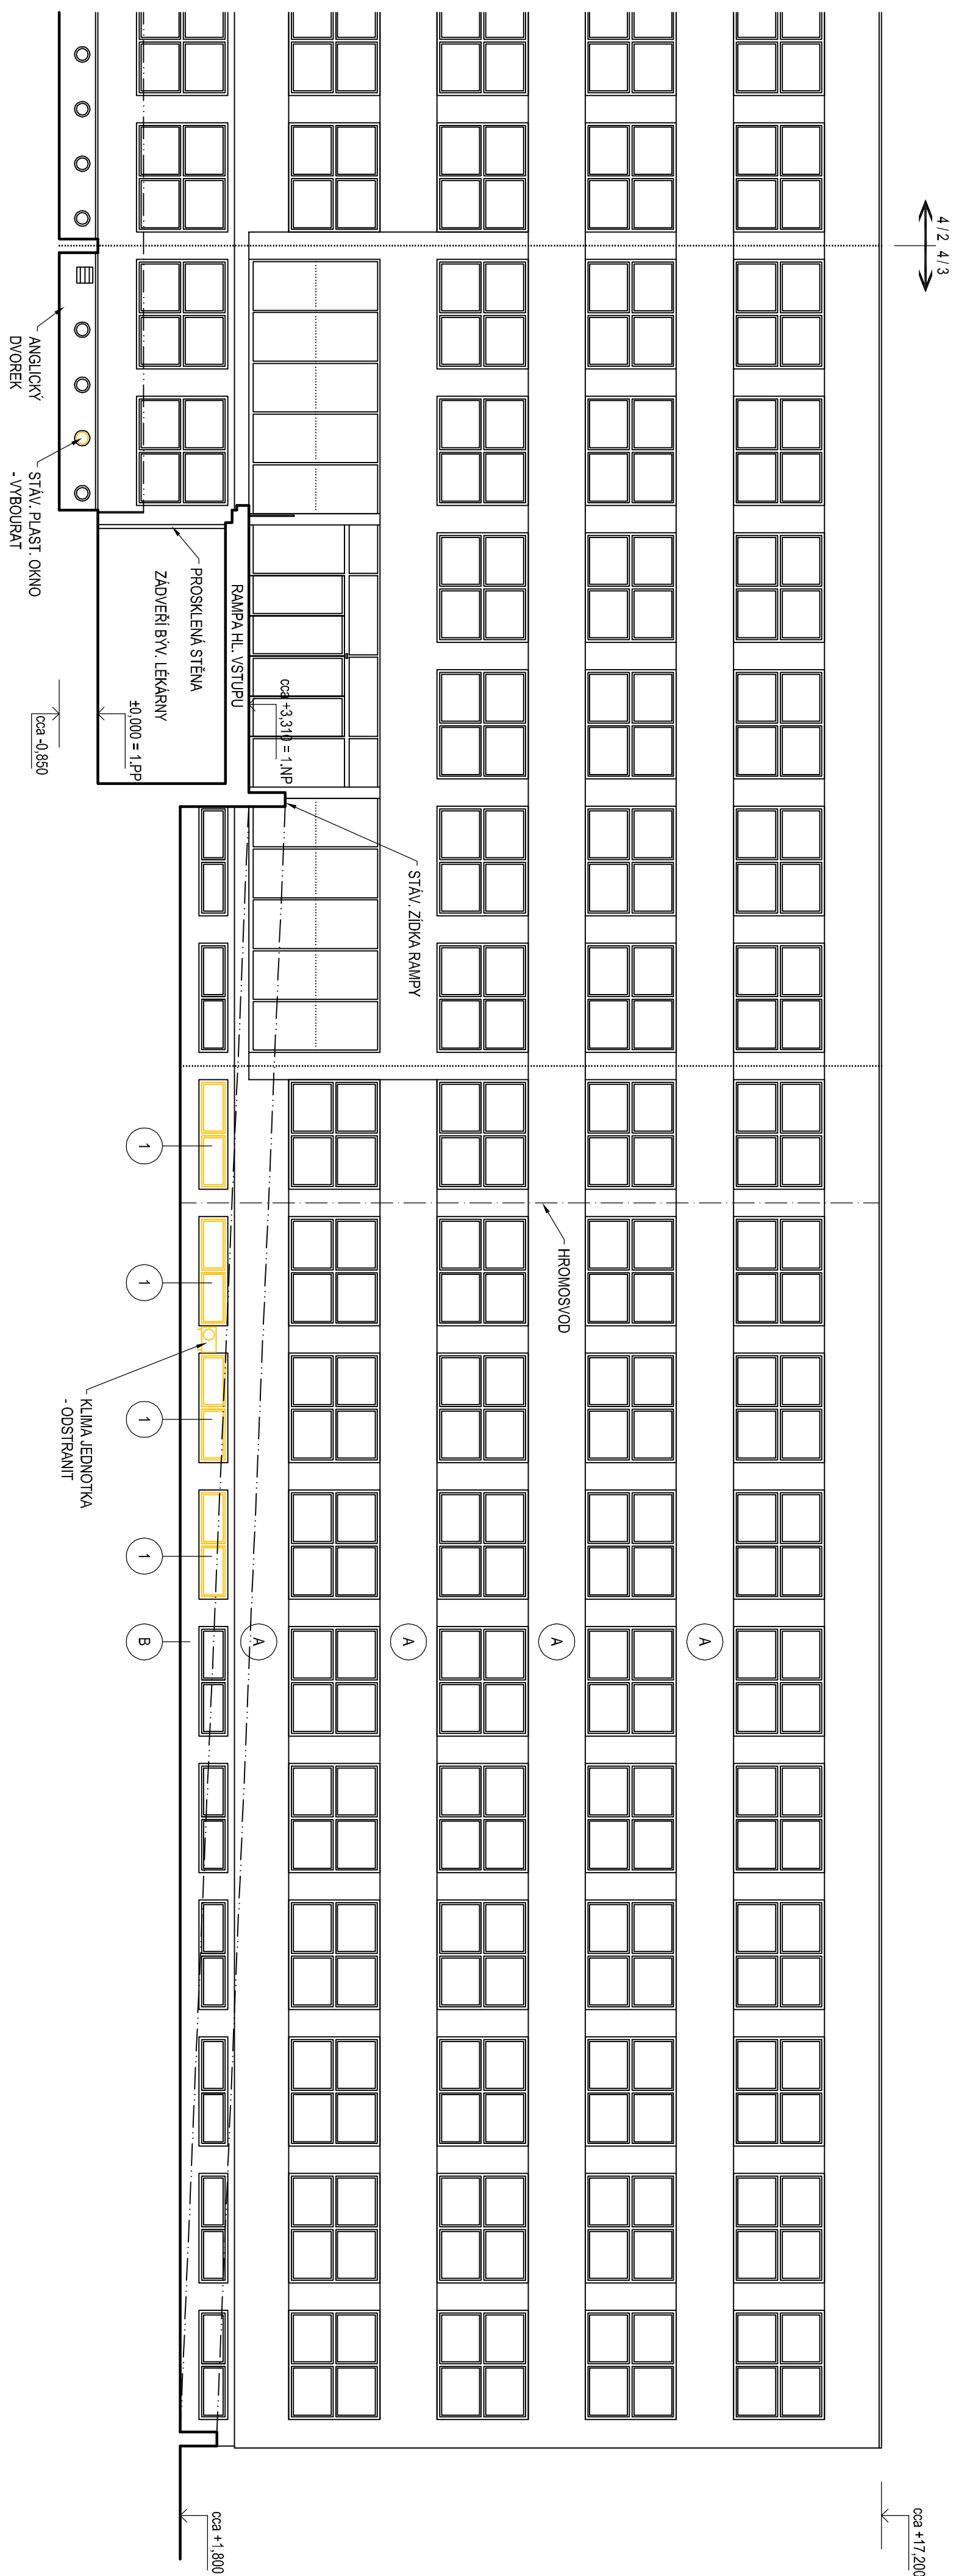 4 / 2   4 / 3
cca +17,200
HROMOSVOD
STÁV. ZÍDKA RAMPY
cca +3,310 = 1.NP
RAMPA HL. VSTUPU
PROSKLENÁ STĚNA
ZÁDVEŘÍ BÝV. LÉKÁRNY
±0,000 = 1.PP
cca -0,850
ANGLICKÝ
DVOREK
STÁV. PLAST. OKNO
- VYBOURAT
KLIMA JEDNOTKA
- ODSTRANIT
A
A
A
A
B
1
1
1
1
cca +1,800